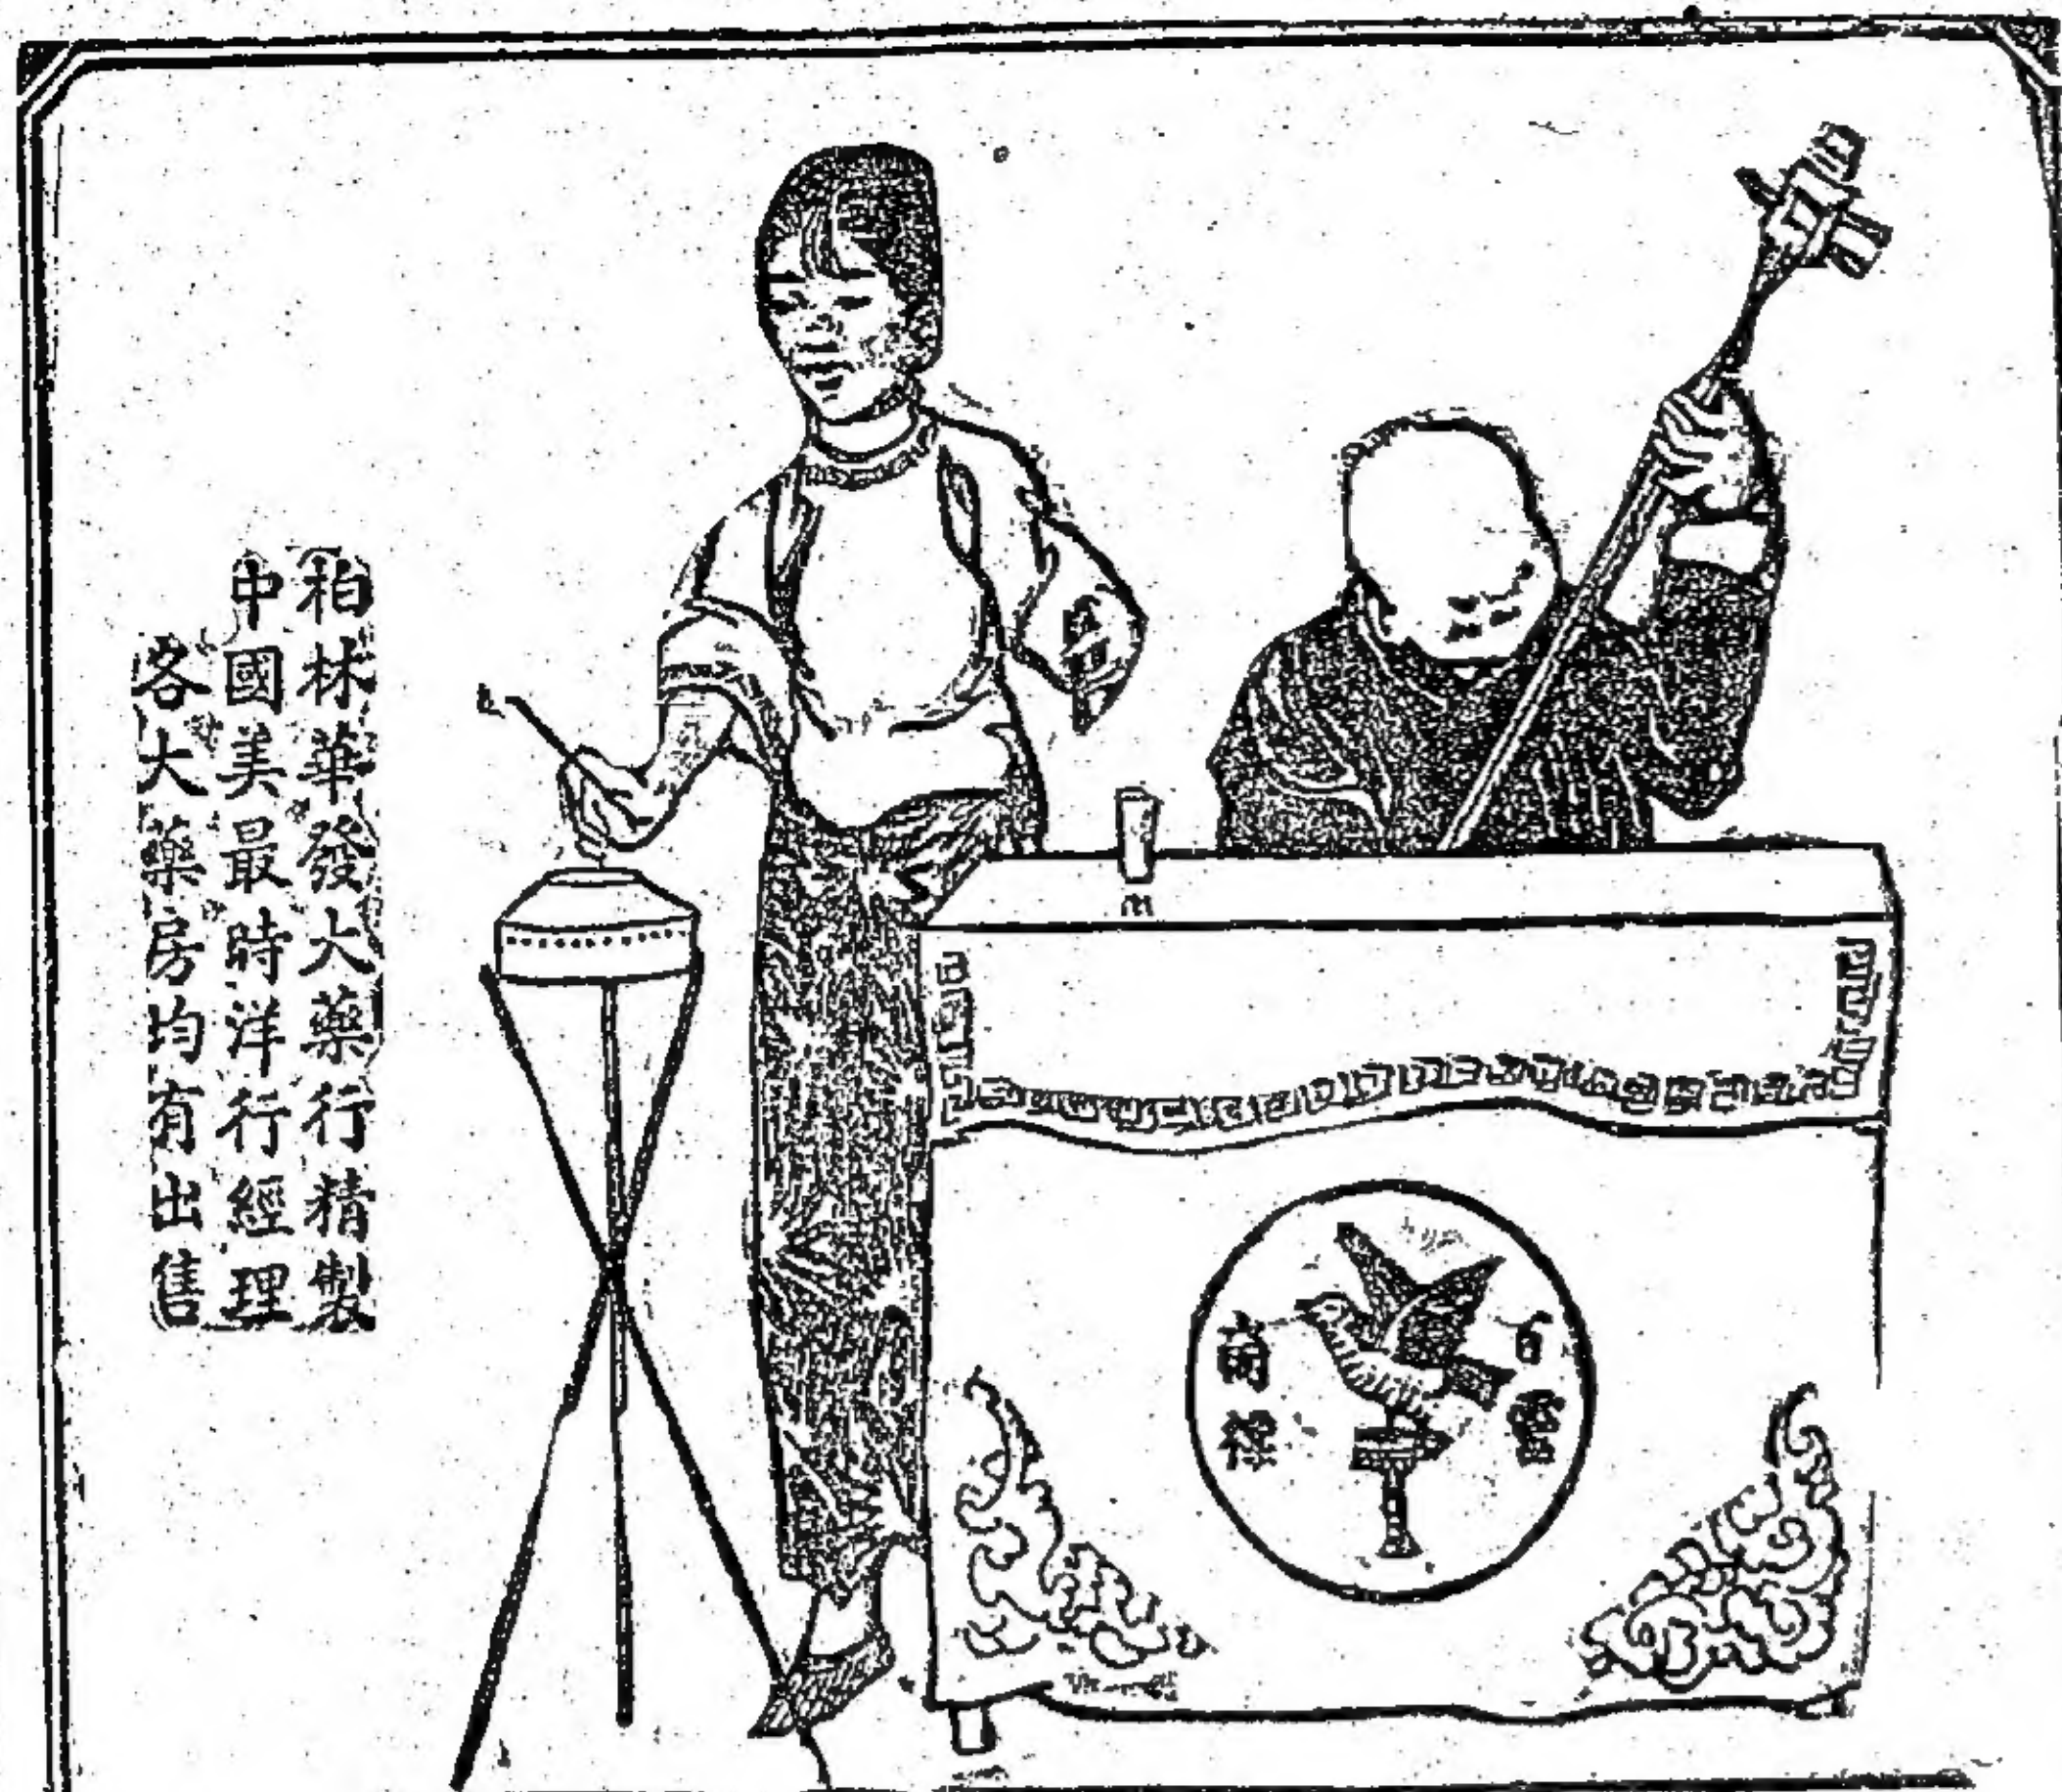 柏林華發大藥行精製
中國美最時洋行經理
各大藥房均有出售
百靈
商標